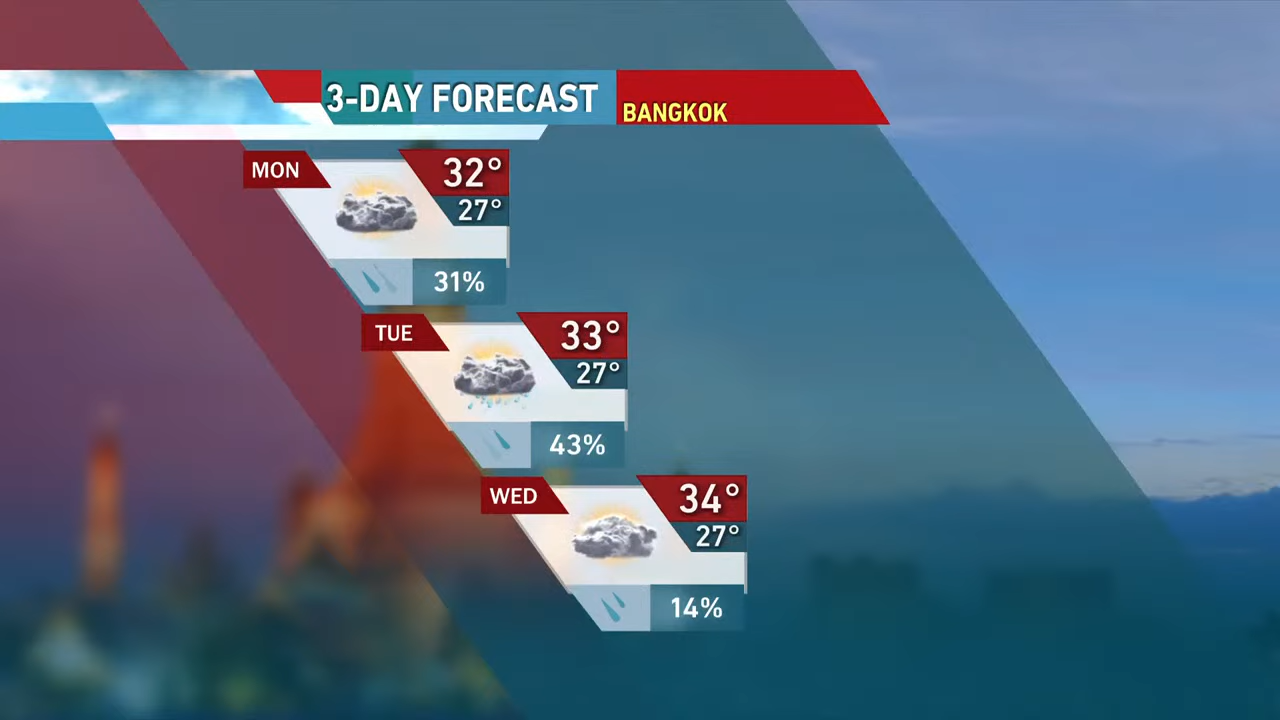 3-DAY FORECAST
BANGKOK
MON
32°
27°
31%
TUE
33°
27°
43%
WED
34°
27°
14%